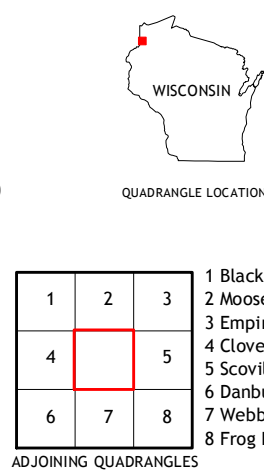 WISCONSIN
QUADRANGLE LOCATION
1 2 3
4 5
6 7 8
ADJOINING QUADRANGLES
1 Black
2 Moose
3 Empir
4 Clove
5 Scovil
6 Danbu
7 Webb
8 Frog